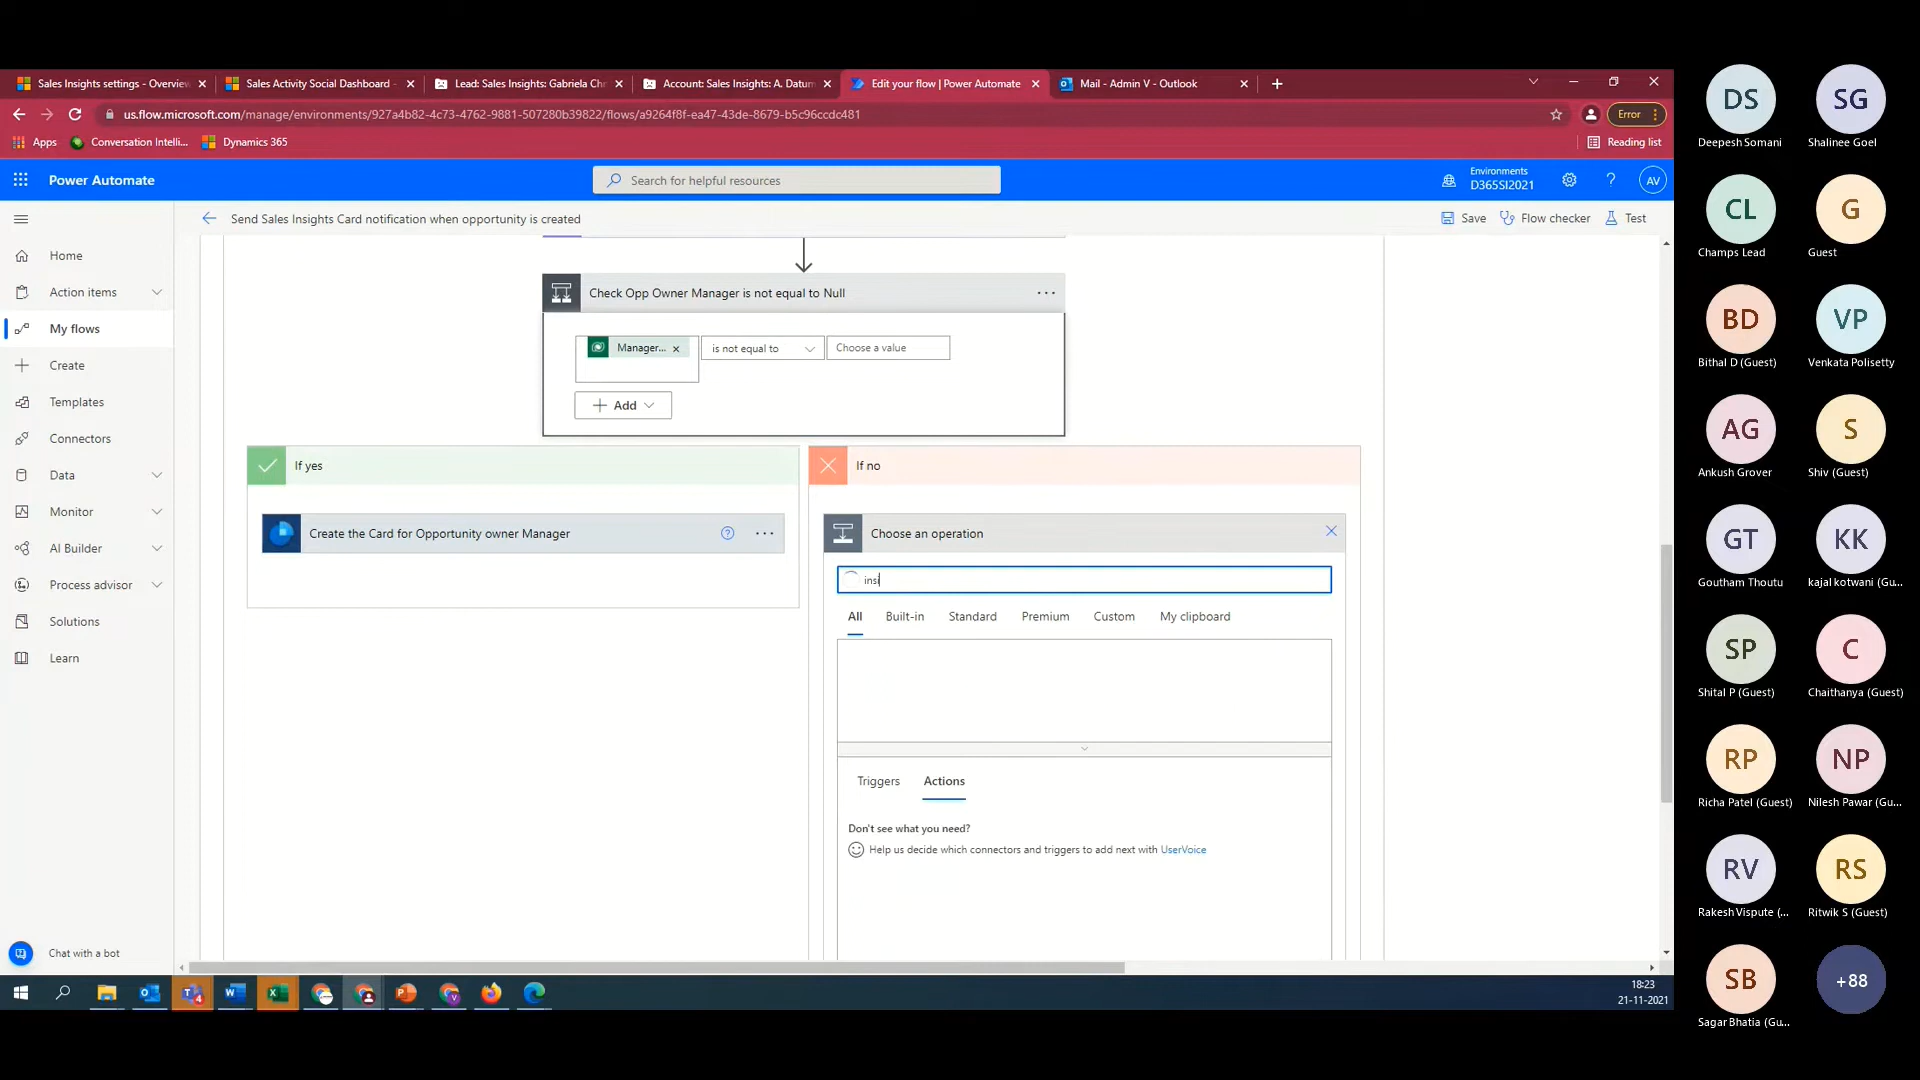 Sales Insights settings - Overview
Sales Activity Social Dashboard -
Lead: Sales Insights: Gabriela Chr
Account: Sales Insights: A. Datum
Edit your flow | Power Automate
Mail - Admin V - Outlook
us.flow.microsoft.com/manage/environments/927a4b82-4c73-4762-9881-507280b39822/flows/a9264f8f-ea47-43de-8679-b5c96ccdc481
Error
Apps
Conversation Intelli...
Dynamics 365
Reading list
Power Automate
Search for helpful resources
Environments
D365SI2021
AV
Send Sales Insights Card notification when opportunity is created
Save
Flow checker
Test
Home
Action items
My flows
Create
Templates
Connectors
Data
Monitor
AI Builder
Process advisor
Solutions
Learn
Chat with a bot
Check Opp Owner Manager is not equal to Null
Manager...
is not equal to
Choose a value
Add
If yes
If no
Create the Card for Opportunity owner Manager
Choose an operation
insi
All
Built-in
Standard
Premium
Custom
My clipboard
Triggers
Actions
Don't see what you need?
Help us decide which connectors and triggers to add next with UserVoice
18:23
21-11-2021
DS
SG
Deepesh Somani
Shalinee Goel
CL
G
Champs Lead
Guest
BD
VP
Bithal D (Guest)
Venkata Polisetty
AG
S
Ankush Grover
Shiv (Guest)
GT
KK
Goutham Thoutu
kajal kotwani (Gu...
SP
C
Shital P (Guest)
Chaithanya (Guest)
RP
NP
Richa Patel (Guest)
Nilesh Pawar (Gu...
RV
RS
Rakesh Vispute (...
Ritwik S (Guest)
SB
+88
Sagar Bhatia (Gu...